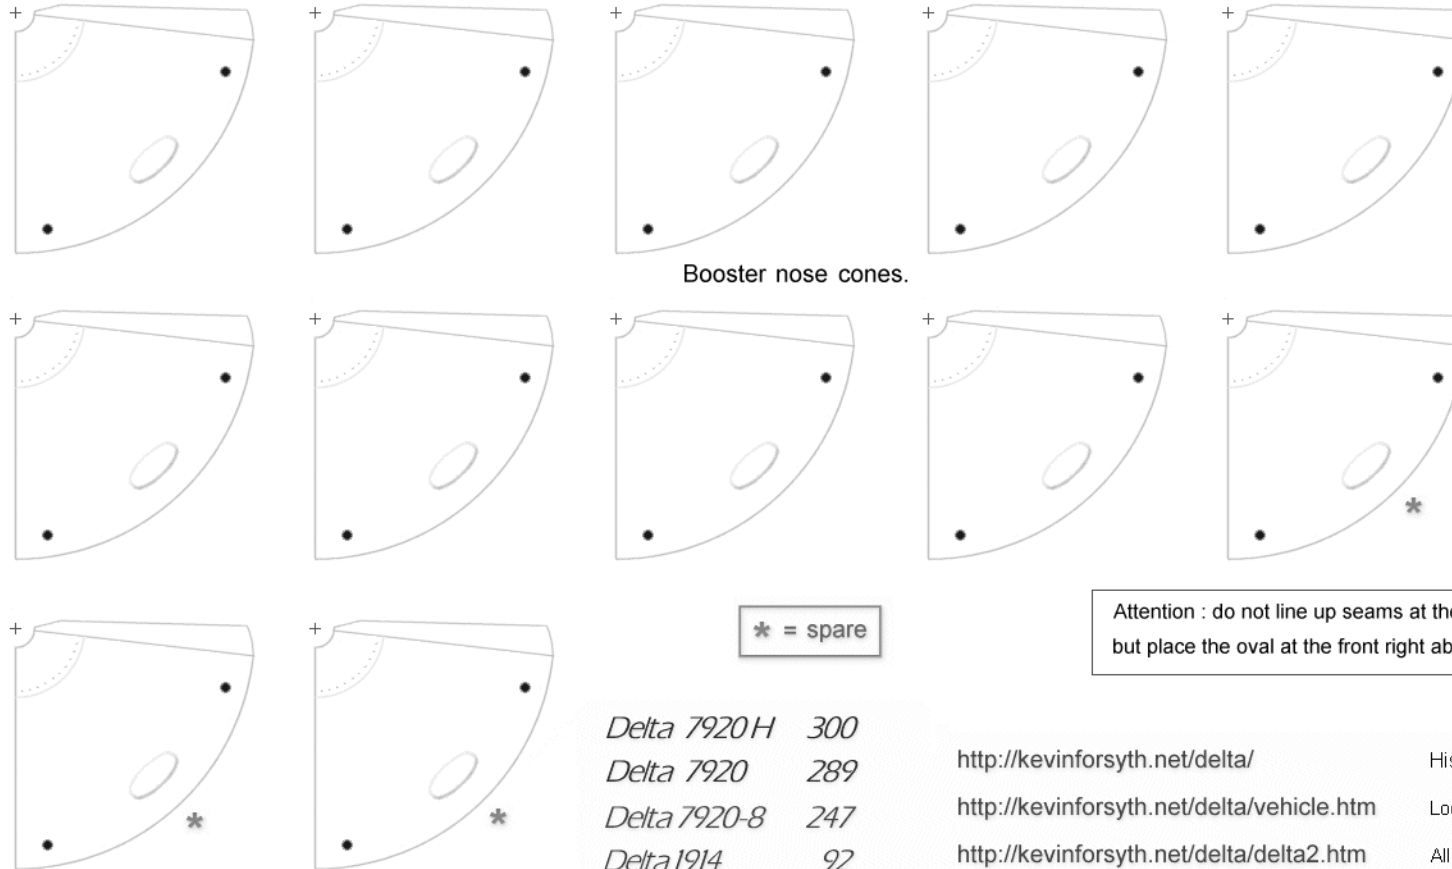 Booster nose cones.
*
* = spare
Attention : do not line up seams at the
but place the oval at the front right ab
Delta 7920H 300
Delta 7920 289
Delta 7920-8 247
Delta 1914 92
http://kevinforsyth.net/delta/
http://kevinforsyth.net/delta/vehicle.htm
http://kevinforsyth.net/delta/delta2.htm
His
All
*
*